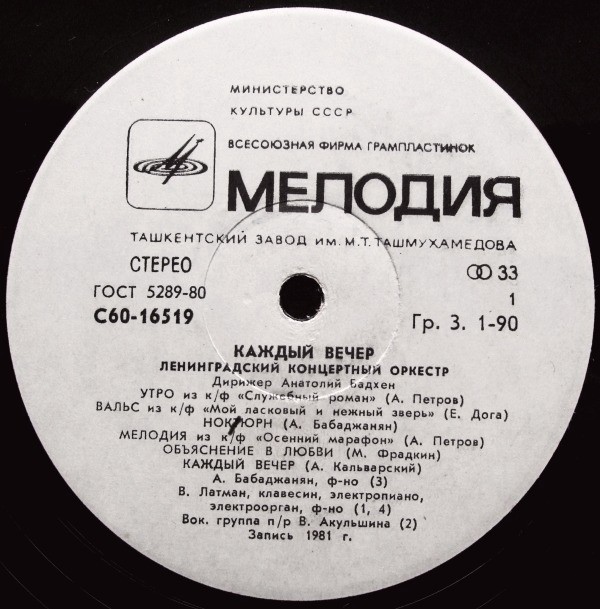 МИНИСТЕРСТВО
КУЛЬТУРЫ СССР
ВСЕСОЮЗНАЯ ФИРМА ГРАМПЛАСТИНОК
МЕЛОДИЯ
ТАШКЕНТСКИЙ ЗАВОД ИМ. М.Т. ТАШМУХАМЕДОВА
СТЕРЕО
33
ГОСТ 5289-80
1
С60-16519
Гр. 3. 1-90
КАЖДЫЙ ВЕЧЕР
ЛЕНИНГРАДСКИЙ КОНЦЕРТНЫЙ ОРКЕСТР
Дирижер Анатолий Бадхен
УТРО из к/ф «Служебный роман» (А. Петров)
ВАЛЬС из к/ф «Мой ласковый и нежный зверь» (Е. Дога)
НОКТЮРН (А. Бабаджанян)
МЕЛОДИЯ из к/ф «Осенний марафон» (А. Петров)
ОБЪЯСНЕНИЕ В ЛЮБВИ (М. Фрадкин)
КАЖДЫЙ ВЕЧЕР (А. Кальварский)
А. Бабаджанян, ф-но (3)
В. Латман, клавесин, электропиано,
электроорган, ф-но (1, 4)
Вок. группа п/р В. Акульшина (2)
Запись 1981 г.